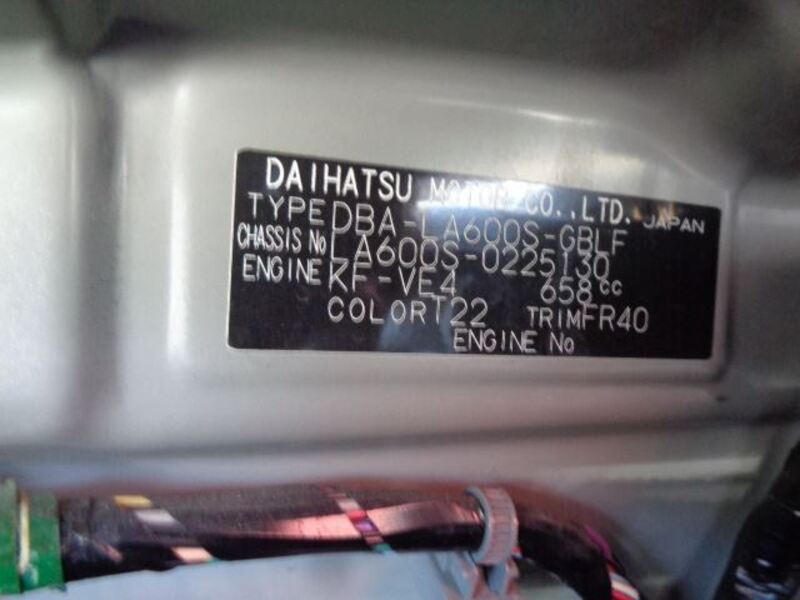 DAIHATSU MOTOR CO.,LTD. JAPAN
TYPE DBA-LA600S-GBLF
CHASSIS No LA600S-0225130
ENGINE KF-VE4 658cc
COLOR T22 TRIM FR40
ENGINE No